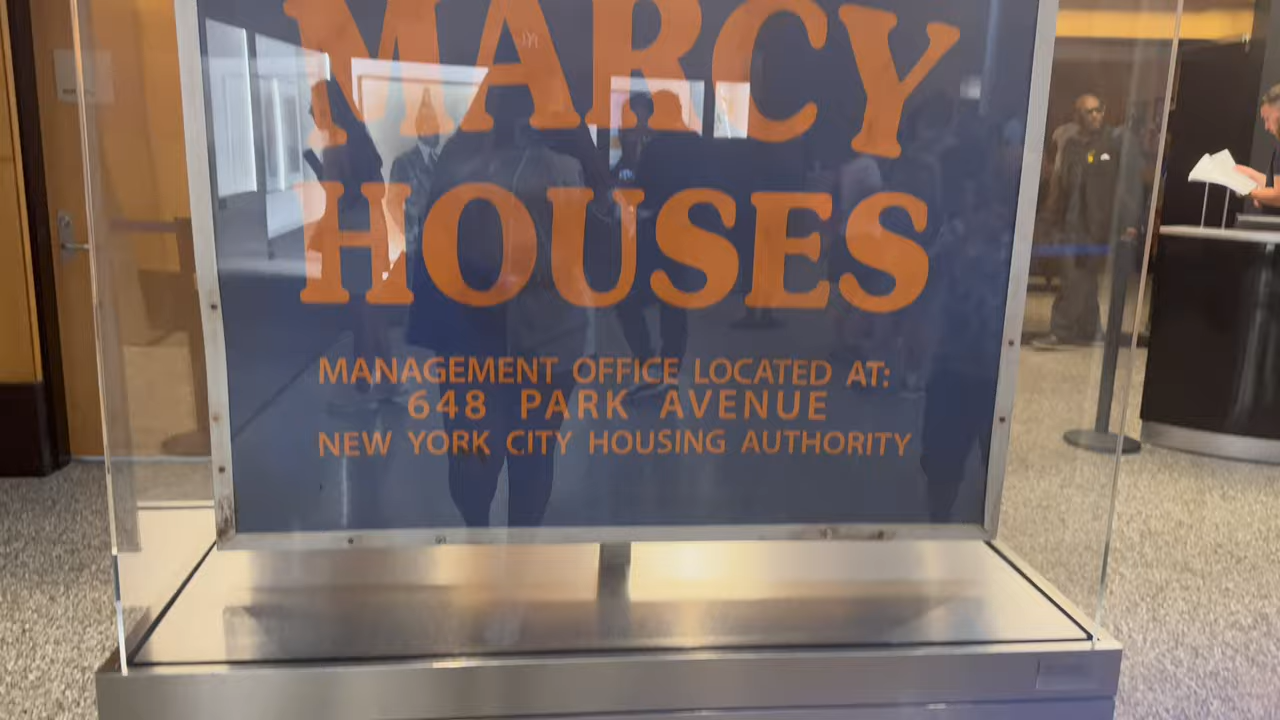 MARCY
HOUSES
MANAGEMENT OFFICE LOCATED AT:
648 PARK AVENUE
NEW YORK CITY HOUSING AUTHORITY